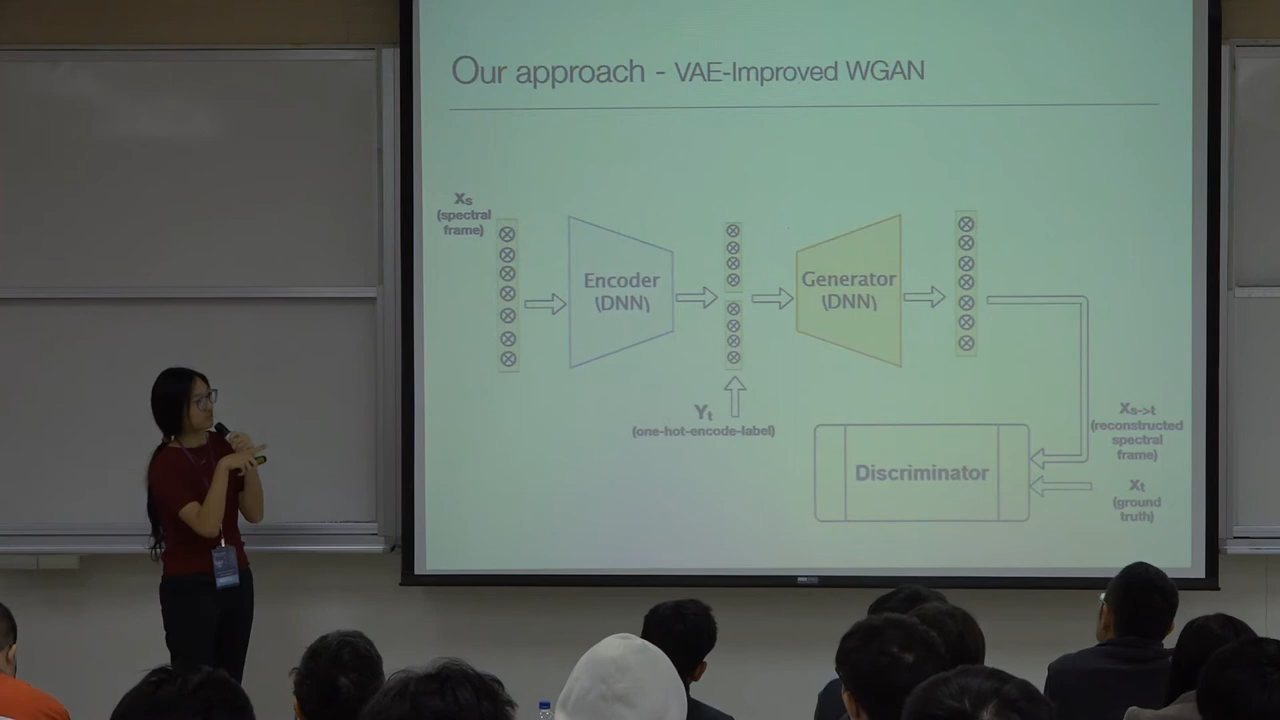 Our approach - VAE-Improved WGAN
Xs
(spectral
frame)
Encoder
(DNN)
Generator
(DNN)
Yt
(one-hot-encode-label)
Discriminator
Xs->t
(reconstructed
spectral
frame)
Xt
(ground
truth)